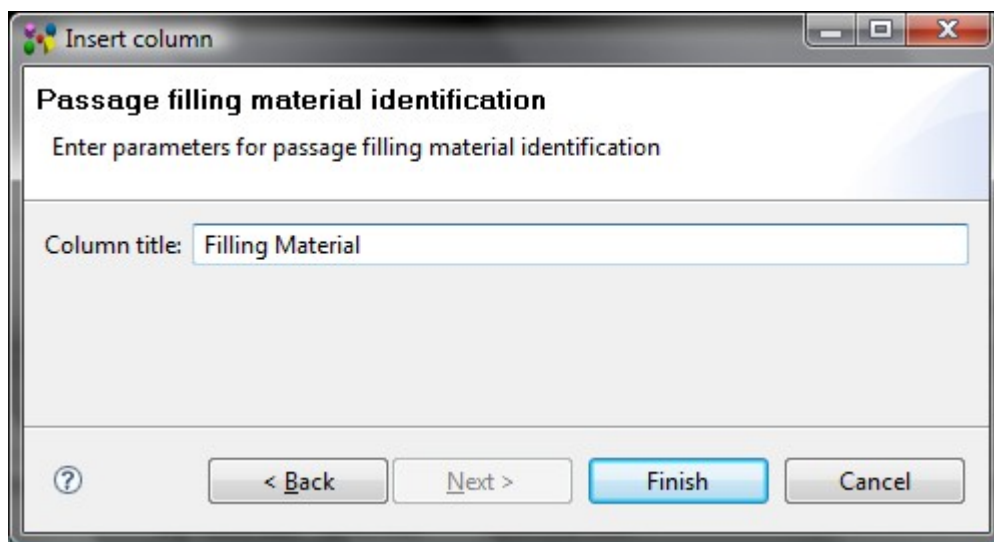 Insert column
Passage filling material identification
Enter parameters for passage filling material identification
Column title: Filling Material
? < Back Next > Finish Cancel